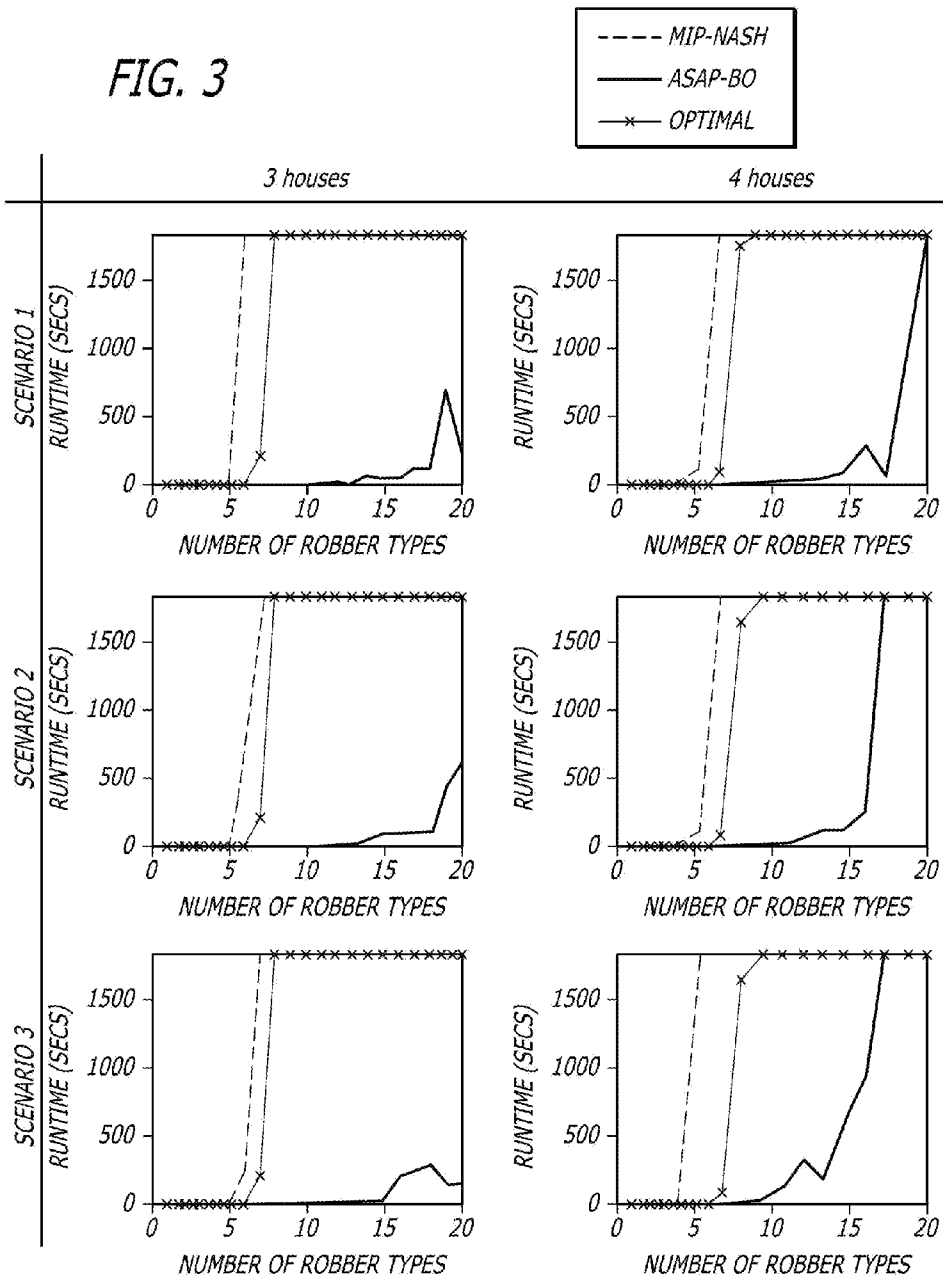 FIG. 3
MIP-NASH
ASAP-BO
OPTIMAL
3 houses
4 houses
SCENARIO 1
RUNTIME (SECS)
1500
1000
500
0
0 5 10 15 20
NUMBER OF ROBBER TYPES
RUNTIME (SECS)
1500
1000
500
0
0 5 10 15 20
NUMBER OF ROBBER TYPES
SCENARIO 2
RUNTIME (SECS)
1500
1000
500
0
0 5 10 15 20
NUMBER OF ROBBER TYPES
RUNTIME (SECS)
1500
1000
500
0
0 5 10 15 20
NUMBER OF ROBBER TYPES
SCENARIO 3
RUNTIME (SECS)
1500
1000
500
0
0 5 10 15 20
NUMBER OF ROBBER TYPES
RUNTIME (SECS)
1500
1000
500
0
0 5 10 15 20
NUMBER OF ROBBER TYPES